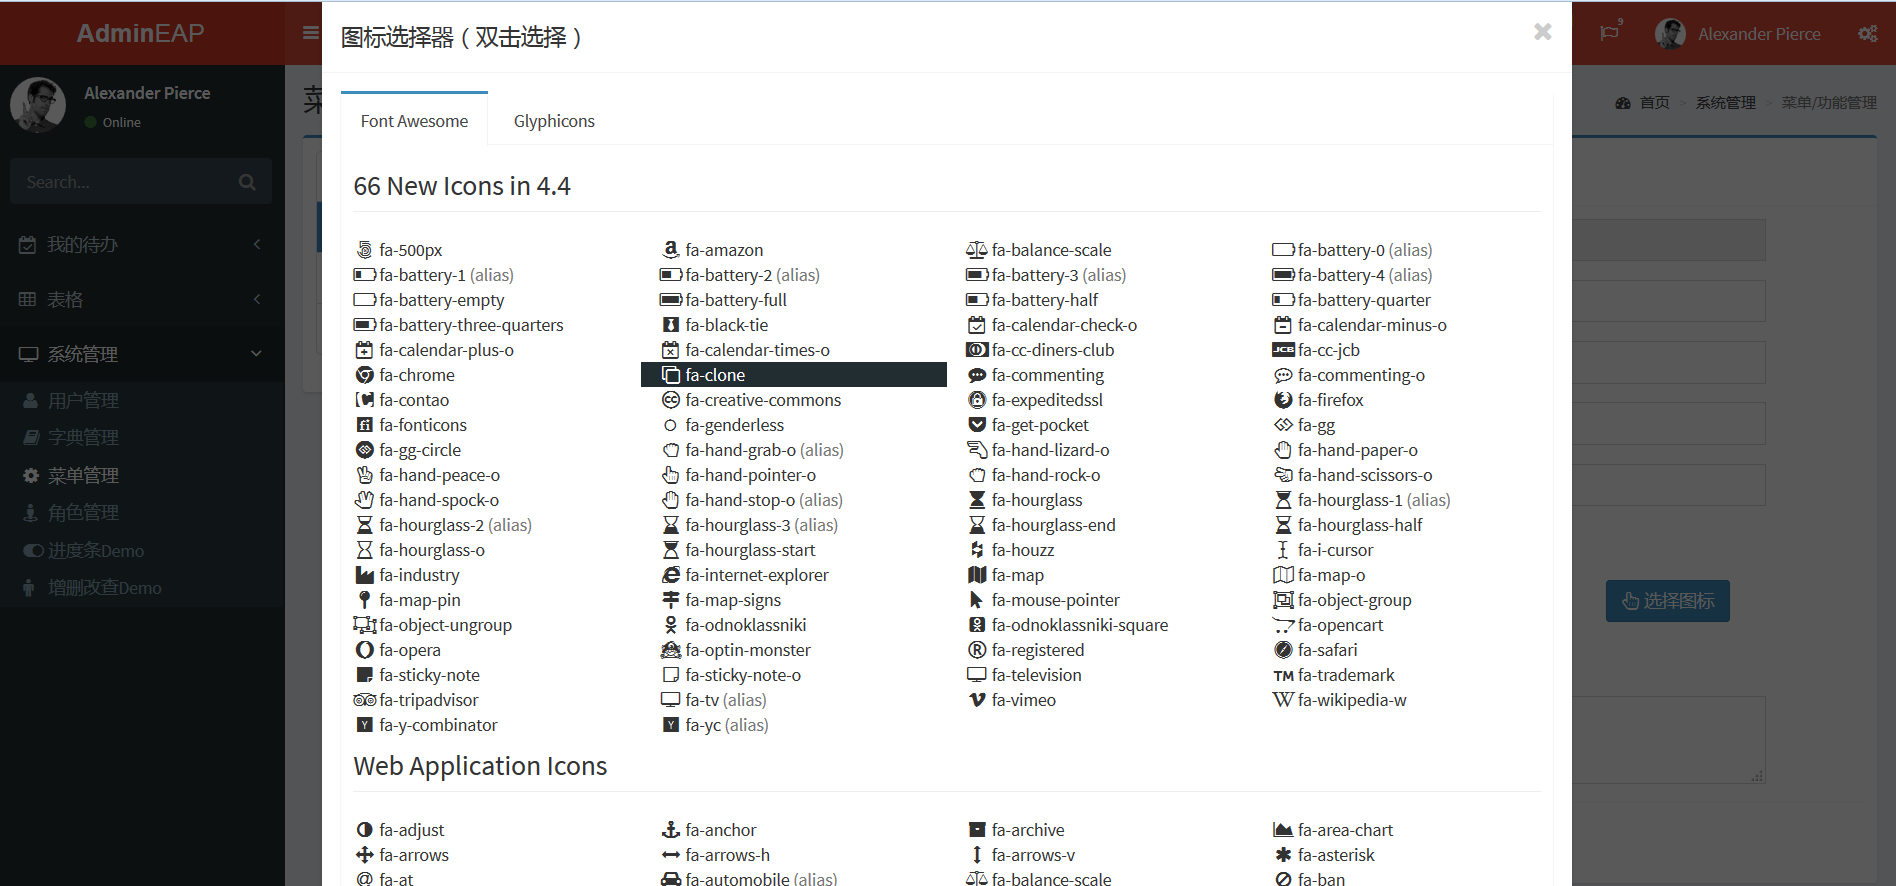 AdminEAP
Alexander Pierce
Online
Search...
我的待办
表格
系统管理
用户管理
字典管理
菜单管理
角色管理
进度条Demo
增删改查Demo
9
Alexander Pierce
首页 > 系统管理 > 菜单/功能管理
选择图标
图标选择器（双击选择）
×
Font Awesome Glyphicons
66 New Icons in 4.4
fa-500px fa-amazon fa-balance-scale fa-battery-0 (alias)
fa-battery-1 (alias) fa-battery-2 (alias) fa-battery-3 (alias) fa-battery-4 (alias)
fa-battery-empty fa-battery-full fa-battery-half fa-battery-quarter
fa-battery-three-quarters fa-black-tie fa-calendar-check-o fa-calendar-minus-o
fa-calendar-plus-o fa-calendar-times-o fa-cc-diners-club fa-cc-jcb
fa-chrome fa-clone fa-commenting fa-commenting-o
fa-contao fa-creative-commons fa-expeditedssl fa-firefox
fa-fonticons fa-genderless fa-get-pocket fa-gg
fa-gg-circle fa-hand-grab-o (alias) fa-hand-lizard-o fa-hand-paper-o
fa-hand-peace-o fa-hand-pointer-o fa-hand-rock-o fa-hand-scissors-o
fa-hand-spock-o fa-hand-stop-o (alias) fa-hourglass fa-hourglass-1 (alias)
fa-hourglass-2 (alias) fa-hourglass-3 (alias) fa-hourglass-end fa-hourglass-half
fa-hourglass-o fa-hourglass-start fa-houzz fa-i-cursor
fa-industry fa-internet-explorer fa-map fa-map-o
fa-map-pin fa-map-signs fa-mouse-pointer fa-object-group
fa-object-ungroup fa-odnoklassniki fa-odnoklassniki-square fa-opencart
fa-opera fa-optin-monster fa-registered fa-safari
fa-sticky-note fa-sticky-note-o fa-television fa-trademark
fa-tripadvisor fa-tv (alias) fa-vimeo fa-wikipedia-w
fa-y-combinator fa-yc (alias)
Web Application Icons
fa-adjust fa-anchor fa-archive fa-area-chart
fa-arrows fa-arrows-h fa-arrows-v fa-asterisk
fa-at fa-automobile (alias) fa-balance-scale fa-ban